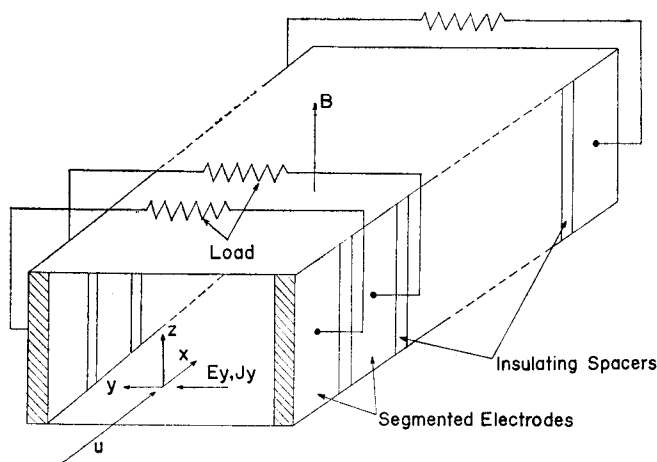 B
Load
z
x
y
Ey, Jy
u
Insulating Spacers
Segmented Electrodes